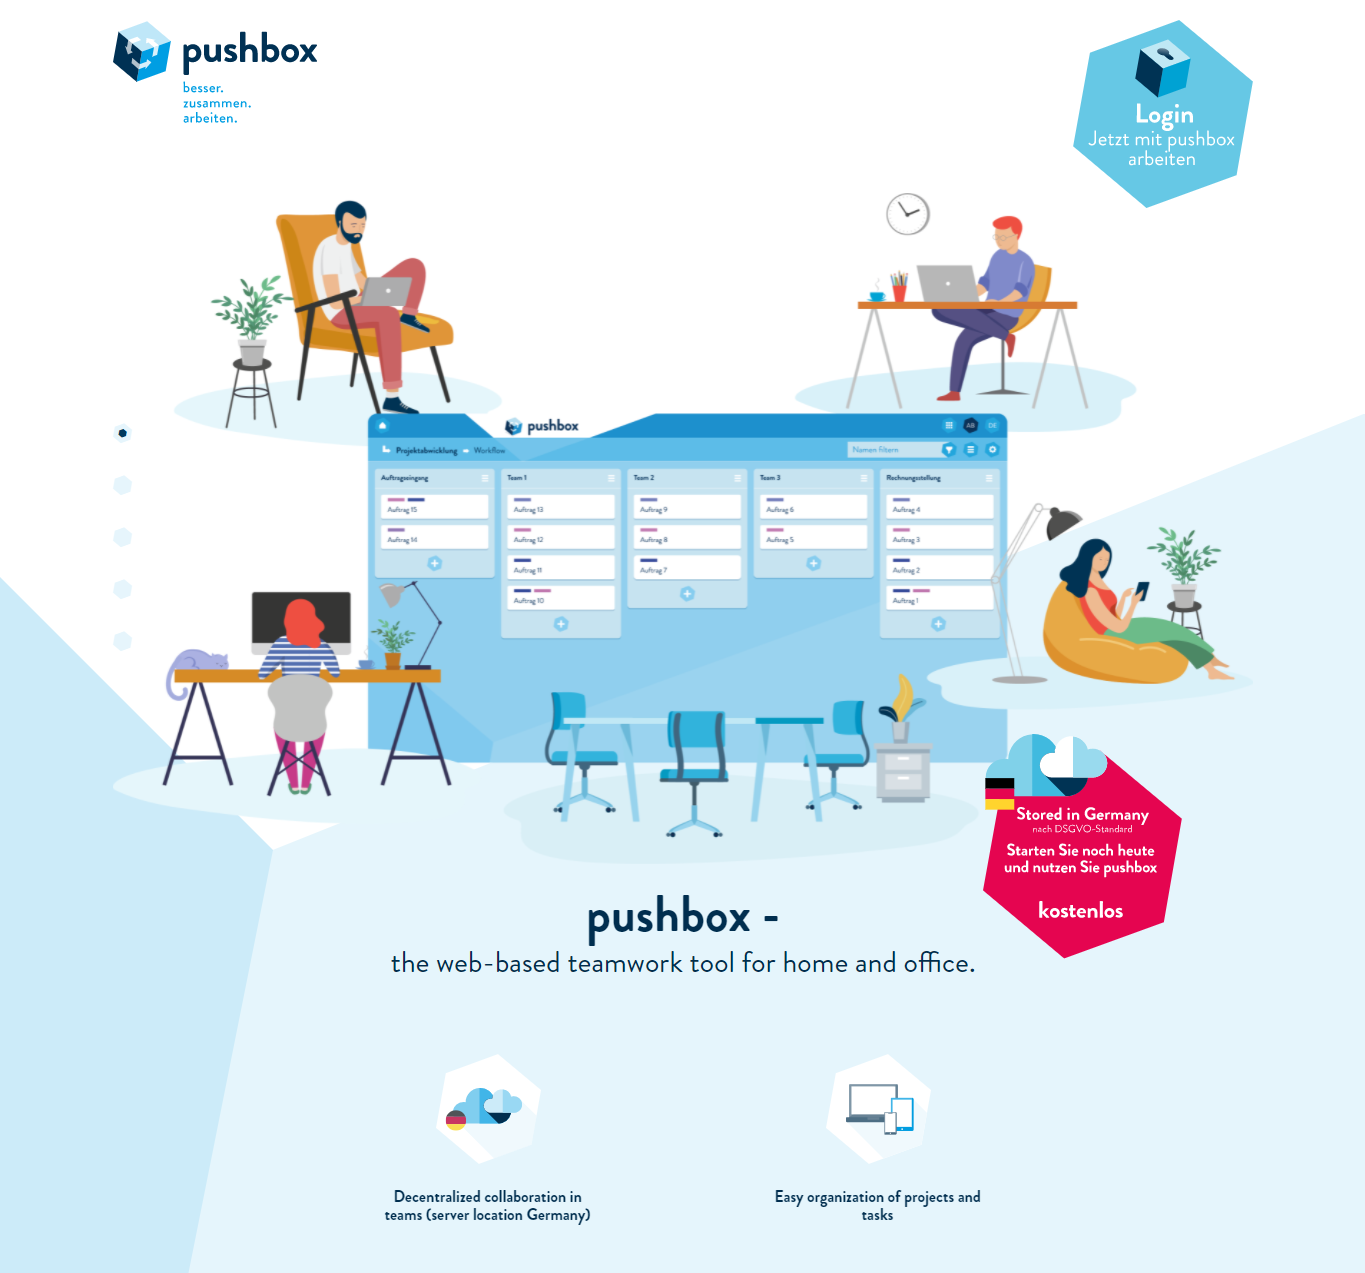 pushbox
besser.
zusammen.
arbeiten.
Login
Jetzt mit pushbox
arbeiten
pushbox
AB
DE
Projektabwicklung
Workflow
Namen filtern
Auftragseingang
Auftrag 15
Auftrag 14
Team 1
Auftrag 13
Auftrag 12
Auftrag 11
Auftrag 10
Team 2
Auftrag 9
Auftrag 8
Auftrag 7
Team 3
Auftrag 6
Auftrag 5
Rechnungsstellung
Auftrag 4
Auftrag 3
Auftrag 2
Auftrag 1
Stored in Germany
nach DSGVO-Standard
Starten Sie noch heute
und nutzen Sie pushbox
kostenlos
pushbox -
the web-based teamwork tool for home and office.
Decentralized collaboration in
teams (server location Germany)
Easy organization of projects and
tasks